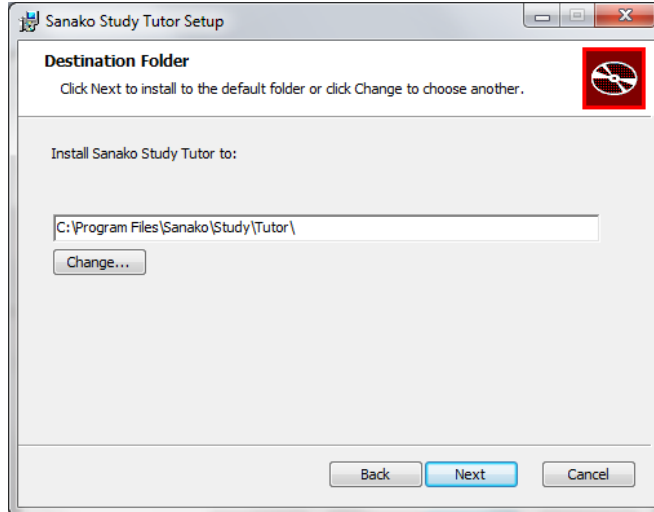 Sanako Study Tutor Setup
Destination Folder
Click Next to install to the default folder or click Change to choose another.
Install Sanako Study Tutor to:
C:\Program Files\Sanako\Study\Tutor\
Change...
Back Next Cancel